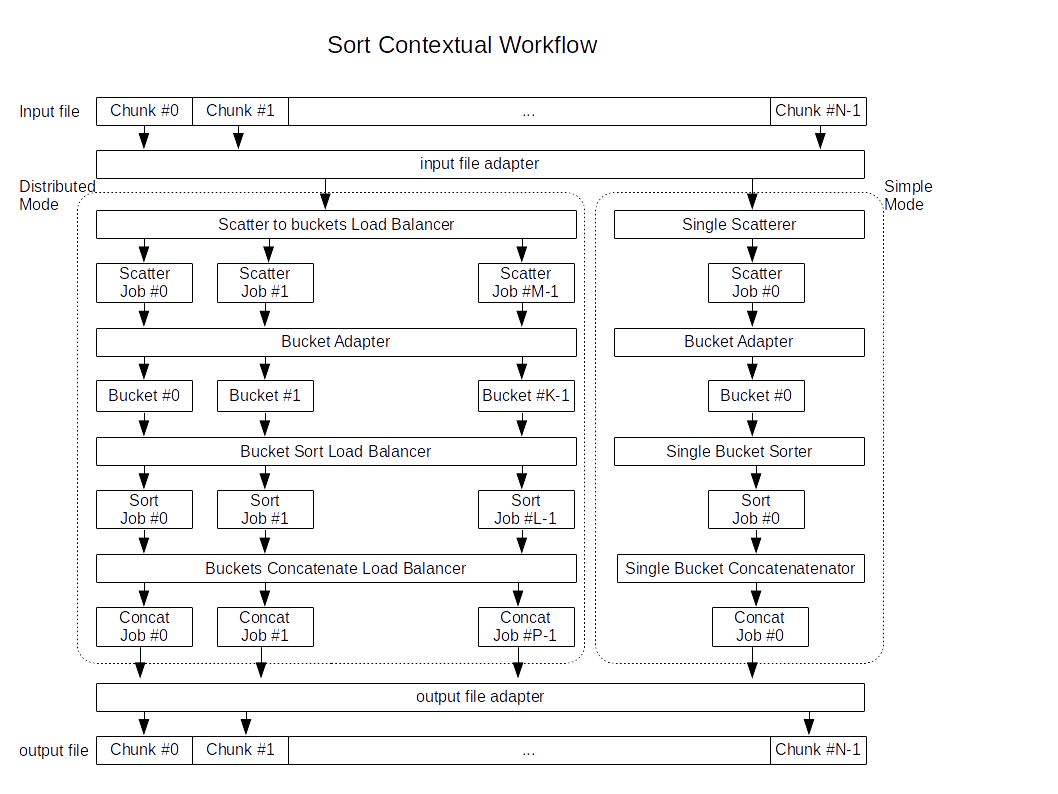 Sort Contextual Workflow
Input file
Chunk #0
Chunk #1
...
Chunk #N-1
input file adapter
Distributed
Mode
Simple
Mode
Scatter to buckets Load Balancer
Single Scatterer
Scatter
Job #0
Scatter
Job #1
Scatter
Job #M-1
Scatter
Job #0
Bucket Adapter
Bucket Adapter
Bucket #0
Bucket #1
Bucket #K-1
Bucket #0
Bucket Sort Load Balancer
Single Bucket Sorter
Sort
Job #0
Sort
Job #1
Sort
Job #L-1
Sort
Job #0
Buckets Concatenate Load Balancer
Single Bucket Concatenatenator
Concat
Job #0
Concat
Job #1
Concat
Job #P-1
Concat
Job #0
output file adapter
output file
Chunk #0
Chunk #1
...
Chunk #N-1